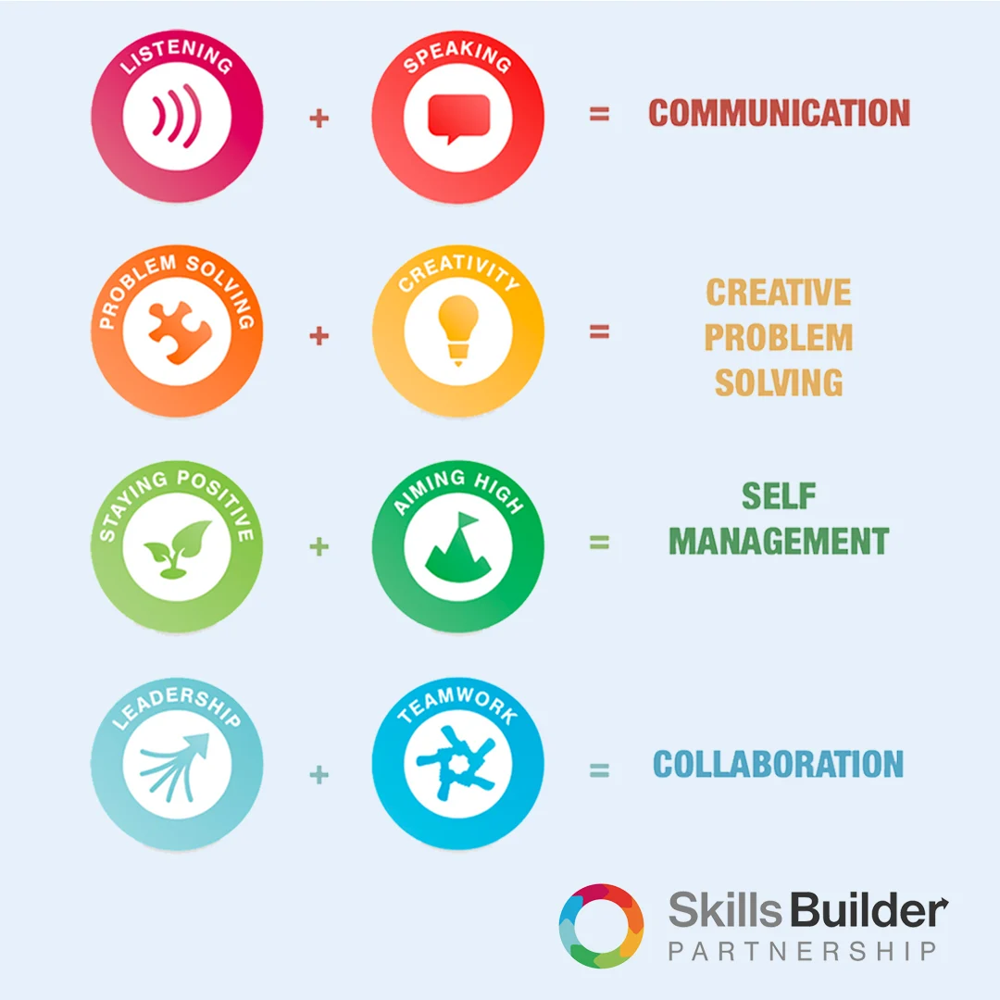 LISTENING + SPEAKING = COMMUNICATION
PROBLEM SOLVING + CREATIVITY = CREATIVE
PROBLEM
SOLVING
STAYING POSITIVE + AIMING HIGH = SELF
MANAGEMENT
LEADERSHIP + TEAMWORK = COLLABORATION
Skills Builder
PARTNERSHIP